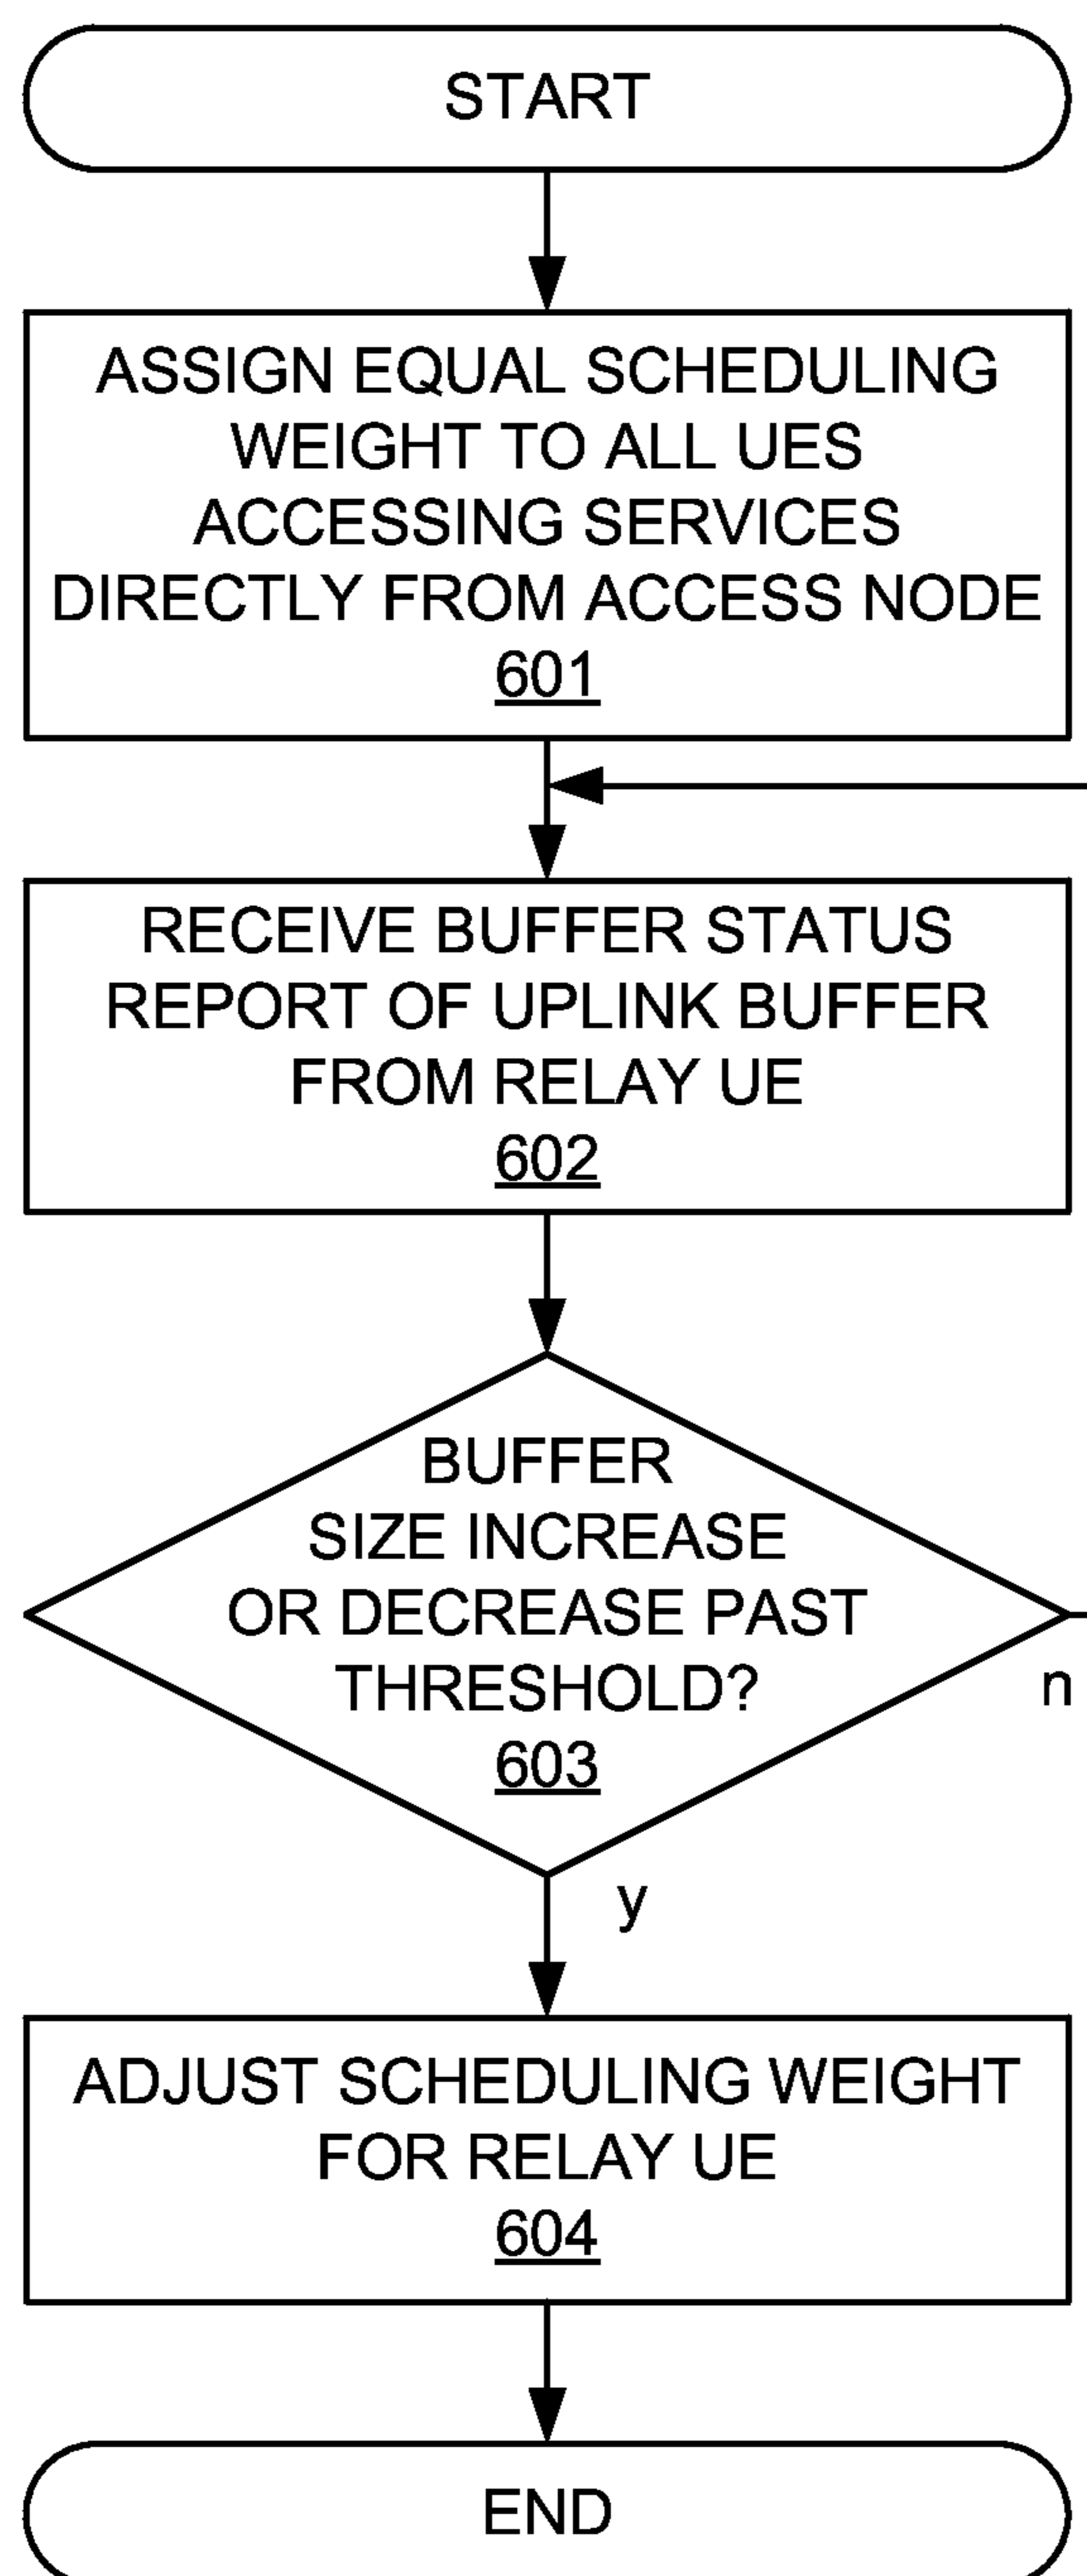 START
ASSIGN EQUAL SCHEDULING
WEIGHT TO ALL UES
ACCESSING SERVICES
DIRECTLY FROM ACCESS NODE
601
RECEIVE BUFFER STATUS
REPORT OF UPLINK BUFFER
FROM RELAY UE
602
BUFFER
SIZE INCREASE
OR DECREASE PAST
THRESHOLD?
603
n
y
ADJUST SCHEDULING WEIGHT
FOR RELAY UE
604
END